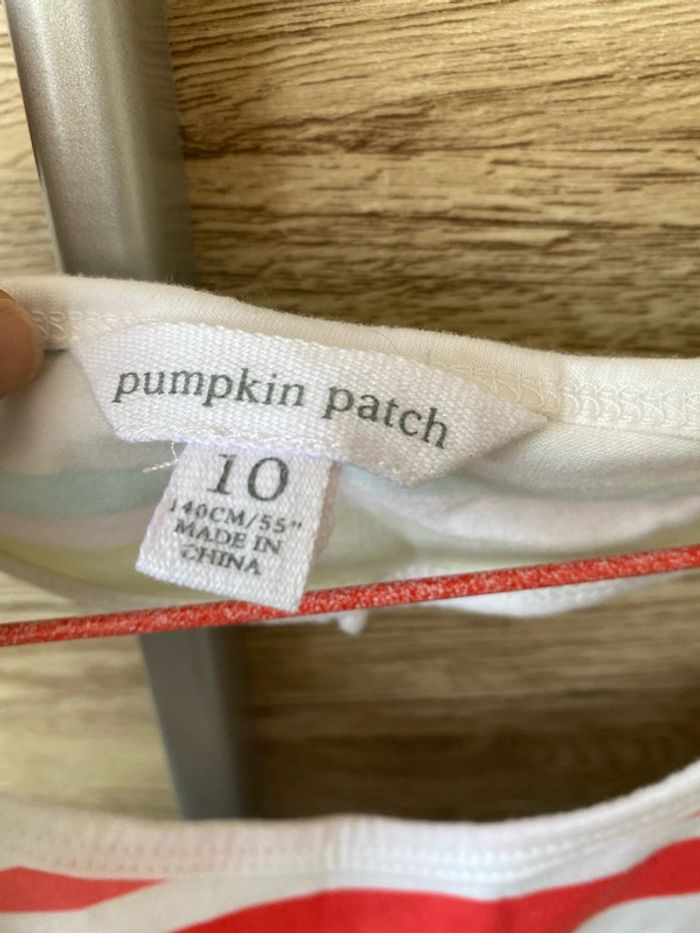 pumpkin patch
10
140CM/55"
MADE IN
CHINA